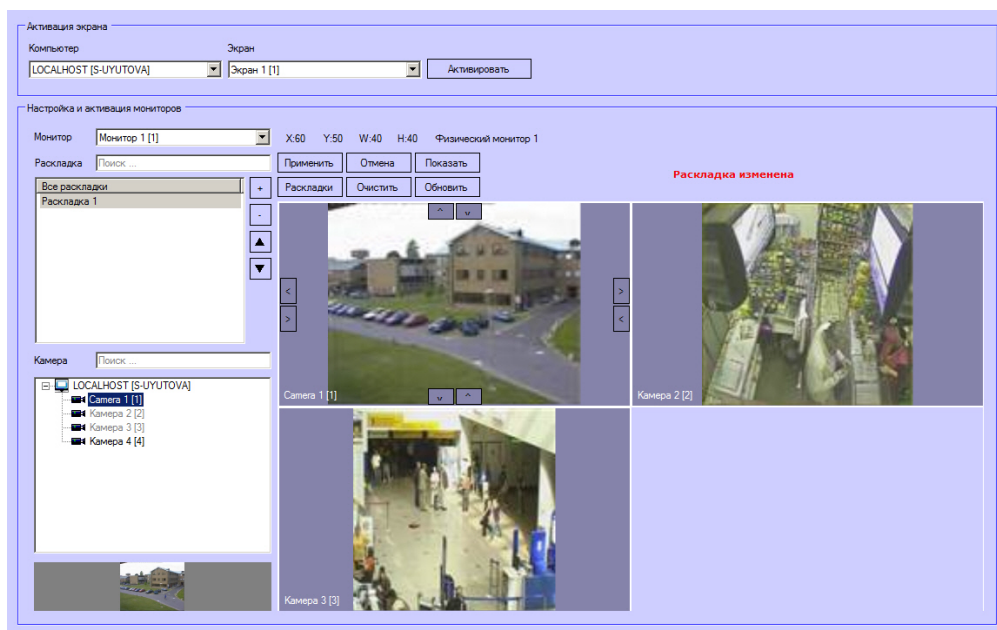 Активация экрана
Компьютер Экран
LOCALHOST [S-UYUTOVA] Экран 1 [1] Активировать
Настройка и активация мониторов
Монитор Монитор 1 [1] X:60 Y:50 W:40 H:40 Физический монитор 1
Раскладка Поиск ... Применить Отмена Показать
Раскладка изменена
Все раскладки + Раскладки Очистить Обновить
Раскладка 1
-
^ v
▲
▼
< >
> <
Камера Поиск ...
LOCALHOST [S-UYUTOVA]
Camera 1 [1]
Камера 2 [2]
Камера 3 [3]
Камера 4 [4]
Camera 1 [1] v ^ Камера 2 [2]
Камера 3 [3]